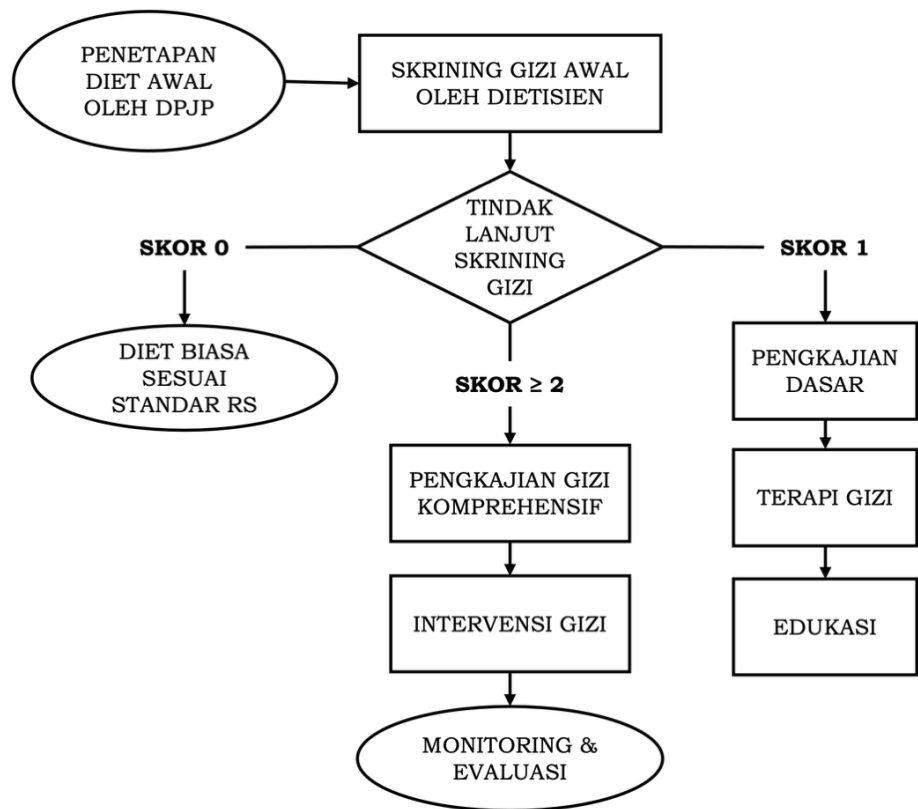 PENETAPAN
DIET AWAL
OLEH DPJP
SKRINING GIZI AWAL
OLEH DIETISIEN
TINDAK
LANJUT
SKRINING
GIZI
SKOR 0
DIET BIASA
SESUAI
STANDAR RS
SKOR ≥ 2
PENGKAJIAN GIZI
KOMPREHENSIF
INTERVENSI GIZI
MONITORING &
EVALUASI
SKOR 1
PENGKAJIAN
DASAR
TERAPI GIZI
EDUKASI